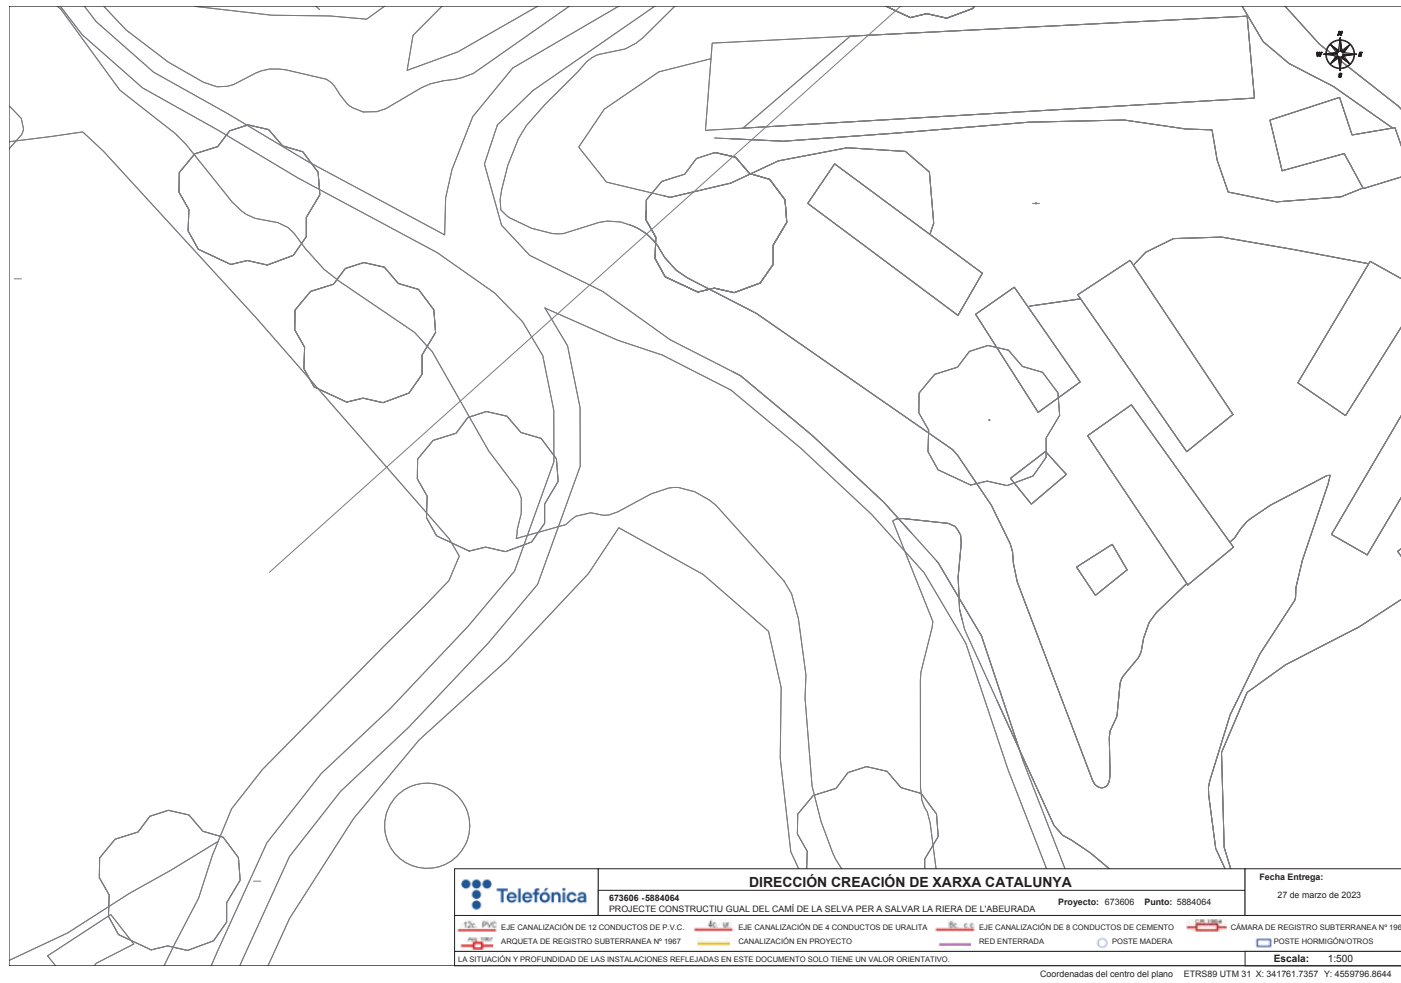 N
W E
S
Telefónica
DIRECCIÓN CREACIÓN DE XARXA CATALUNYA
Fecha Entrega:
27 de marzo de 2023
673606 -5884064
PROJECTE CONSTRUCTIU GUAL DEL CAMÍ DE LA SELVA PER A SALVAR LA RIERA DE L'ABEURADA
Proyecto: 673606 Punto: 5884064
12c. PVC EJE CANALIZACIÓN DE 12 CONDUCTOS DE P.V.C. 4c. ur EJE CANALIZACIÓN DE 4 CONDUCTOS DE URALITA 8c. c.c EJE CANALIZACIÓN DE 8 CONDUCTOS DE CEMENTO CÁMARA DE REGISTRO SUBTERRANEA Nº 196
ARQUETA DE REGISTRO SUBTERRANEA Nº 1967 CANALIZACIÓN EN PROYECTO RED ENTERRADA POSTE MADERA POSTE HORMIGÓN/OTROS
LA SITUACIÓN Y PROFUNDIDAD DE LAS INSTALACIONES REFLEJADAS EN ESTE DOCUMENTO SOLO TIENE UN VALOR ORIENTATIVO.
Escala: 1:500
Coordenadas del centro del plano ETRS89 UTM 31 X: 341761.7357 Y: 4559796.8644